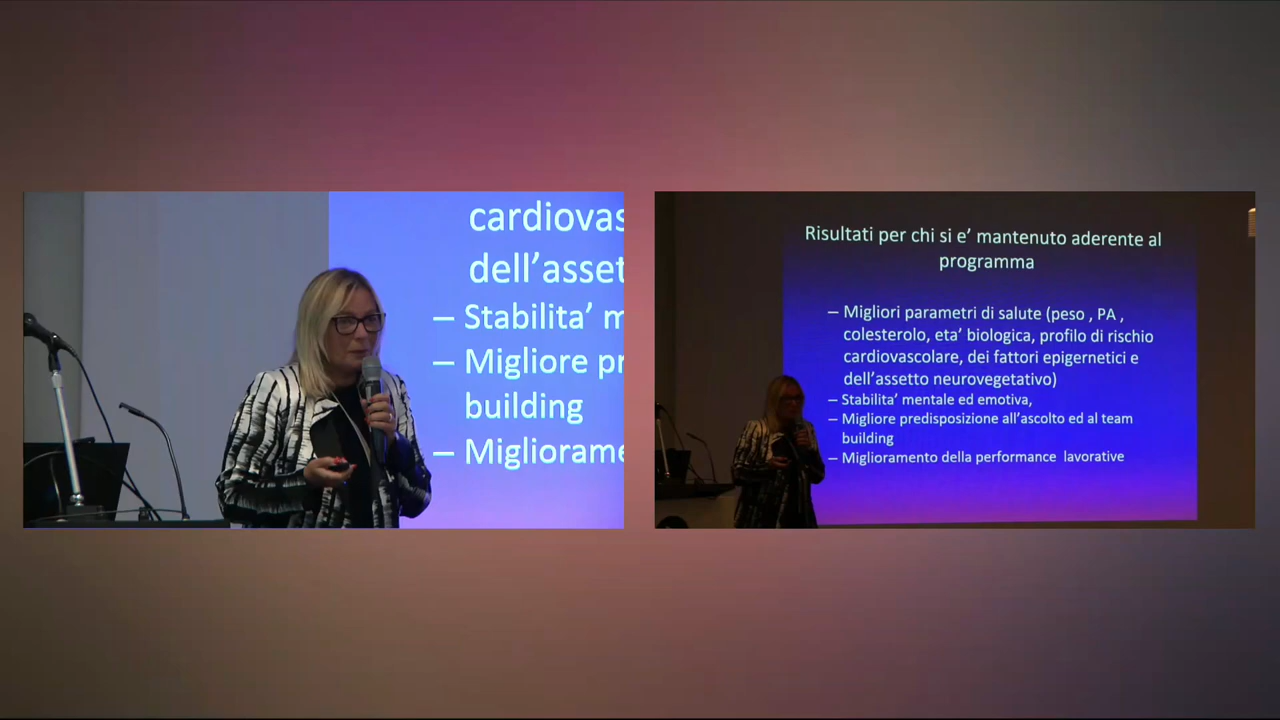 cardiovas
dell’asset
– Stabilita’ m
– Migliore pr
building
– Migliorame
Risultati per chi si e’ mantenuto aderente al
programma
– Migliori parametri di salute (peso , PA ,
colesterolo, eta’ biologica, profilo di rischio
cardiovascolare, dei fattori epigernetici e
dell’assetto neurovegetativo)
– Stabilita’ mentale ed emotiva,
– Migliore predisposizione all’ascolto ed al team
building
– Miglioramento della performance lavorative